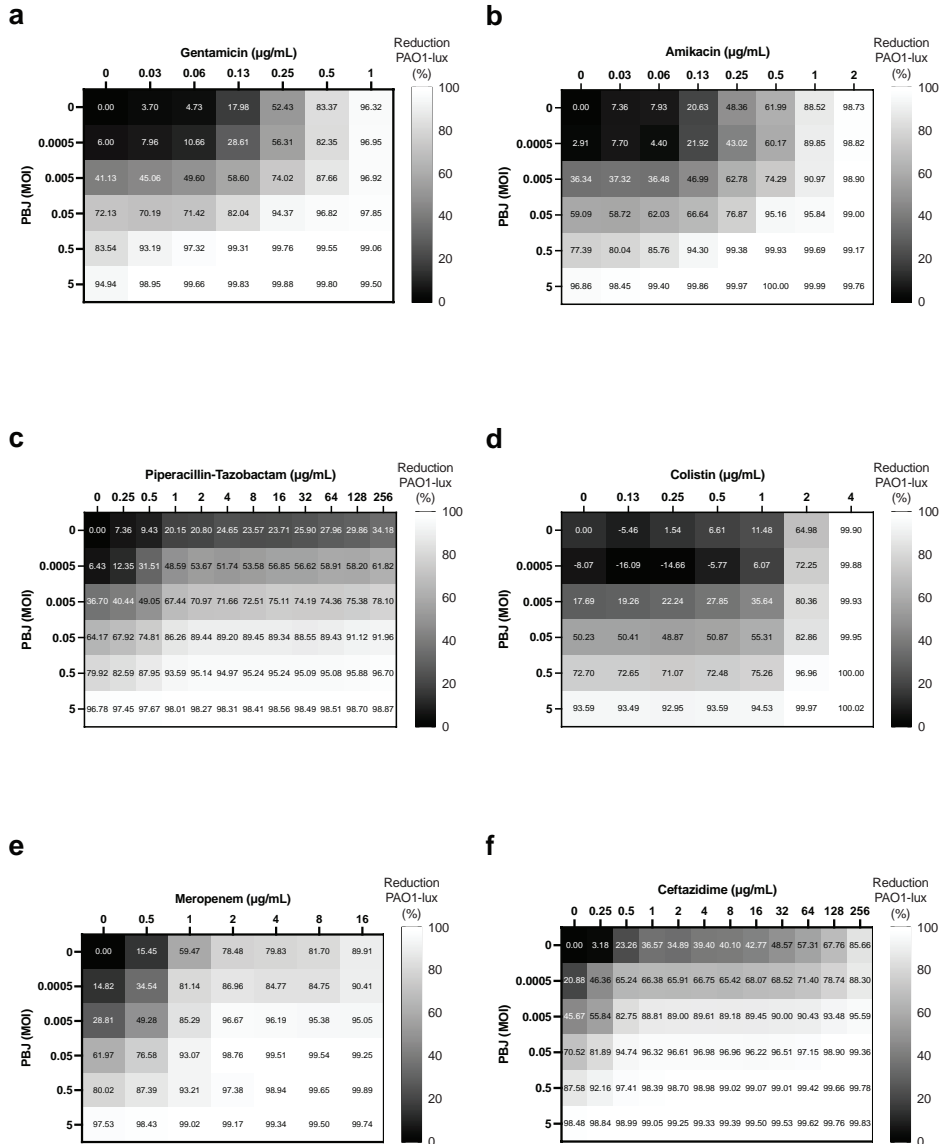 a
Gentamicin (µg/mL)
Reduction
PAO1-lux
(%)
0 0.03 0.06 0.13 0.25 0.5 1
PBJ (MOI)
0 0.00 3.70 4.73 17.98 52.43 83.37 96.32
0.0005 6.00 7.96 10.66 28.61 56.31 82.35 96.95
0.005 41.13 45.06 49.60 58.60 74.02 87.66 96.92
0.05 72.13 70.19 71.42 82.04 94.37 96.82 97.85
0.5 83.54 93.19 97.32 99.31 99.76 99.55 99.06
5 94.94 98.95 99.66 99.83 99.88 99.80 99.50
100
80
60
40
20
0
b
Amikacin (µg/mL)
Reduction
PAO1-lux
(%)
0 0.03 0.06 0.13 0.25 0.5 1 2
PBJ (MOI)
0 0.00 7.36 7.93 20.63 48.36 61.99 88.52 98.73
0.0005 2.91 7.70 4.40 21.92 43.02 60.17 89.85 98.82
0.005 36.34 37.32 36.48 46.99 62.78 74.29 90.97 98.90
0.05 59.09 58.72 62.03 66.64 76.87 95.16 95.84 99.00
0.5 77.39 80.04 85.76 94.30 99.38 99.93 99.69 99.17
5 96.86 98.45 99.40 99.86 99.97 100.00 99.99 99.76
100
80
60
40
20
0
c
Piperacillin-Tazobactam (µg/mL)
Reduction
PAO1-lux
(%)
0 0.25 0.5 1 2 4 8 16 32 64 128 256
PBJ (MOI)
0 0.00 7.36 9.43 20.15 20.80 24.65 23.57 23.71 25.90 27.96 29.86 34.18
0.0005 6.43 12.35 31.51 48.59 53.67 51.74 53.58 56.85 56.62 58.91 58.20 61.82
0.005 36.70 40.44 49.05 67.44 70.97 71.66 72.51 75.11 74.19 74.36 75.38 78.10
0.05 64.17 67.92 74.81 86.26 89.44 89.20 89.45 89.34 88.55 89.43 91.12 91.96
0.5 79.92 82.59 87.95 93.59 95.14 94.97 95.24 95.24 95.09 95.08 95.88 96.70
5 96.78 97.45 97.67 98.01 98.27 98.31 98.41 98.56 98.49 98.51 98.70 98.87
100
80
60
40
20
0
d
Colistin (µg/mL)
Reduction
PAO1-lux
(%)
0 0.13 0.25 0.5 1 2 4
PBJ (MOI)
0 0.00 -5.46 1.54 6.61 11.48 64.98 99.90
0.0005 -8.07 -16.09 -14.66 -5.77 6.07 72.25 99.88
0.005 17.69 19.26 22.24 27.85 35.64 80.36 99.93
0.05 50.23 50.41 48.87 50.87 55.31 82.86 99.95
0.5 72.70 72.65 71.07 72.48 75.26 96.96 100.00
5 93.59 93.49 92.95 93.59 94.53 99.97 100.02
100
80
60
40
20
0
e
Meropenem (µg/mL)
Reduction
PAO1-lux
(%)
0 0.5 1 2 4 8 16
PBJ (MOI)
0 0.00 15.45 59.47 78.48 79.83 81.70 89.91
0.0005 14.82 34.54 81.14 86.96 84.77 84.75 90.41
0.005 28.81 49.28 85.29 96.67 96.19 95.38 95.05
0.05 61.97 76.58 93.07 98.76 99.51 99.54 99.25
0.5 80.02 87.39 93.21 97.38 98.94 99.65 99.89
5 97.53 98.43 99.02 99.17 99.34 99.50 99.74
100
80
60
40
20
0
f
Ceftazidime (µg/mL)
Reduction
PAO1-lux
(%)
0 0.25 0.5 1 2 4 8 16 32 64 128 256
PBJ (MOI)
0 0.00 3.18 23.26 36.57 34.89 39.40 40.10 42.77 48.57 57.31 67.76 85.66
0.0005 20.88 46.36 65.24 66.38 65.91 66.75 65.42 68.07 68.52 71.40 78.74 88.30
0.005 45.67 55.84 82.75 88.81 89.00 89.61 89.18 89.45 90.00 90.43 93.48 95.59
0.05 70.52 81.89 94.74 96.32 96.61 96.98 96.96 96.22 96.51 97.15 98.90 99.36
0.5 87.58 92.16 97.41 98.39 98.70 98.98 99.02 99.07 99.01 99.42 99.66 99.78
5 98.48 98.84 98.99 99.05 99.25 99.33 99.39 99.49 99.53 99.62 99.76 99.83
100
80
60
40
20
0